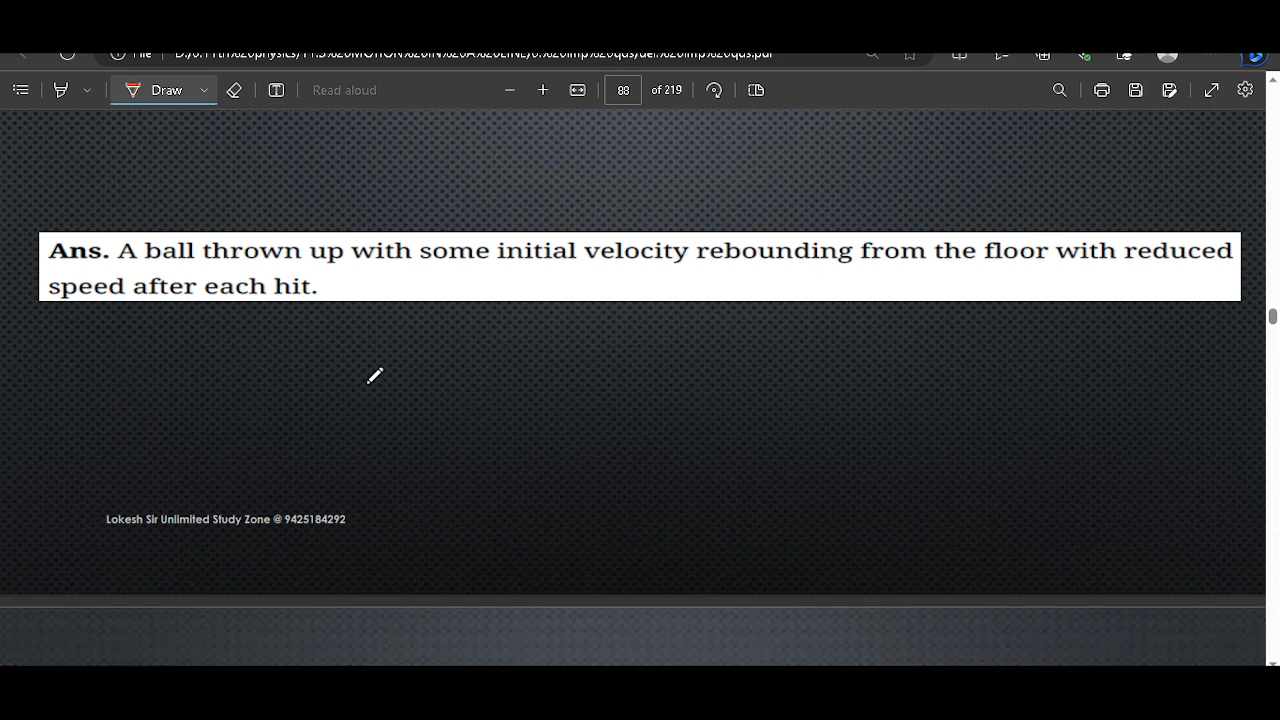 Draw
Read aloud
88
of 219
Ans. A ball thrown up with some initial velocity rebounding from the floor with reduced
speed after each hit.
Lokesh Sir Unlimited Study Zone @ 9425184292